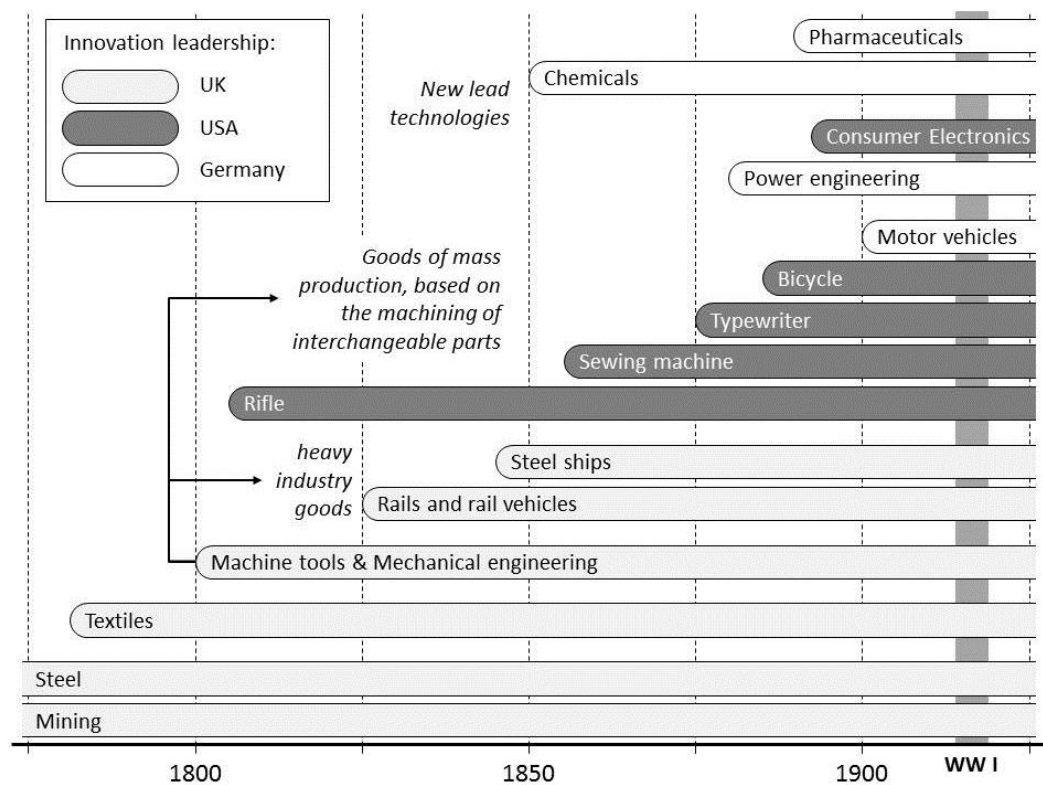 Innovation leadership:
UK
USA
Germany
Pharmaceuticals
New lead
technologies
Chemicals
Consumer Electronics
Power engineering
Motor vehicles
Goods of mass
production, based on
the machining of
interchangeable parts
Bicycle
Typewriter
Sewing machine
Rifle
heavy
industry
goods
Steel ships
Rails and rail vehicles
Machine tools & Mechanical engineering
Textiles
Steel
Mining
1800
1850
1900
WW I